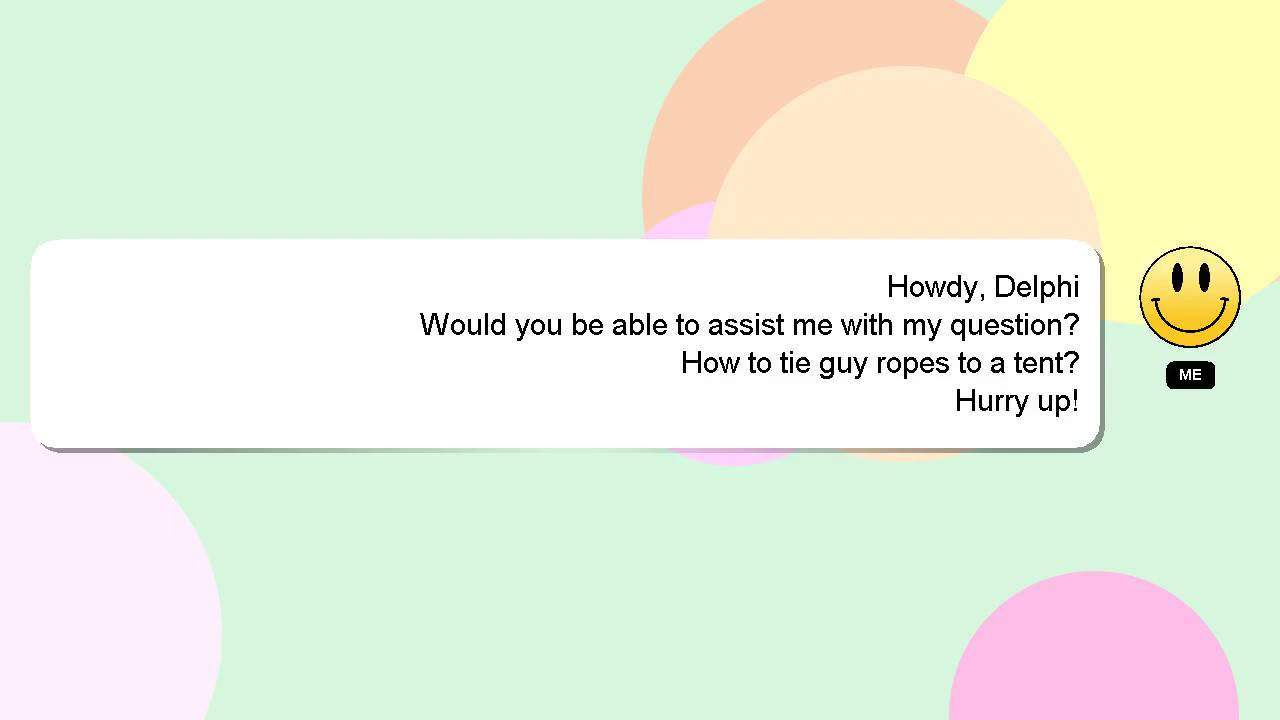 Howdy, Delphi
Would you be able to assist me with my question?
How to tie guy ropes to a tent?
Hurry up!
ME